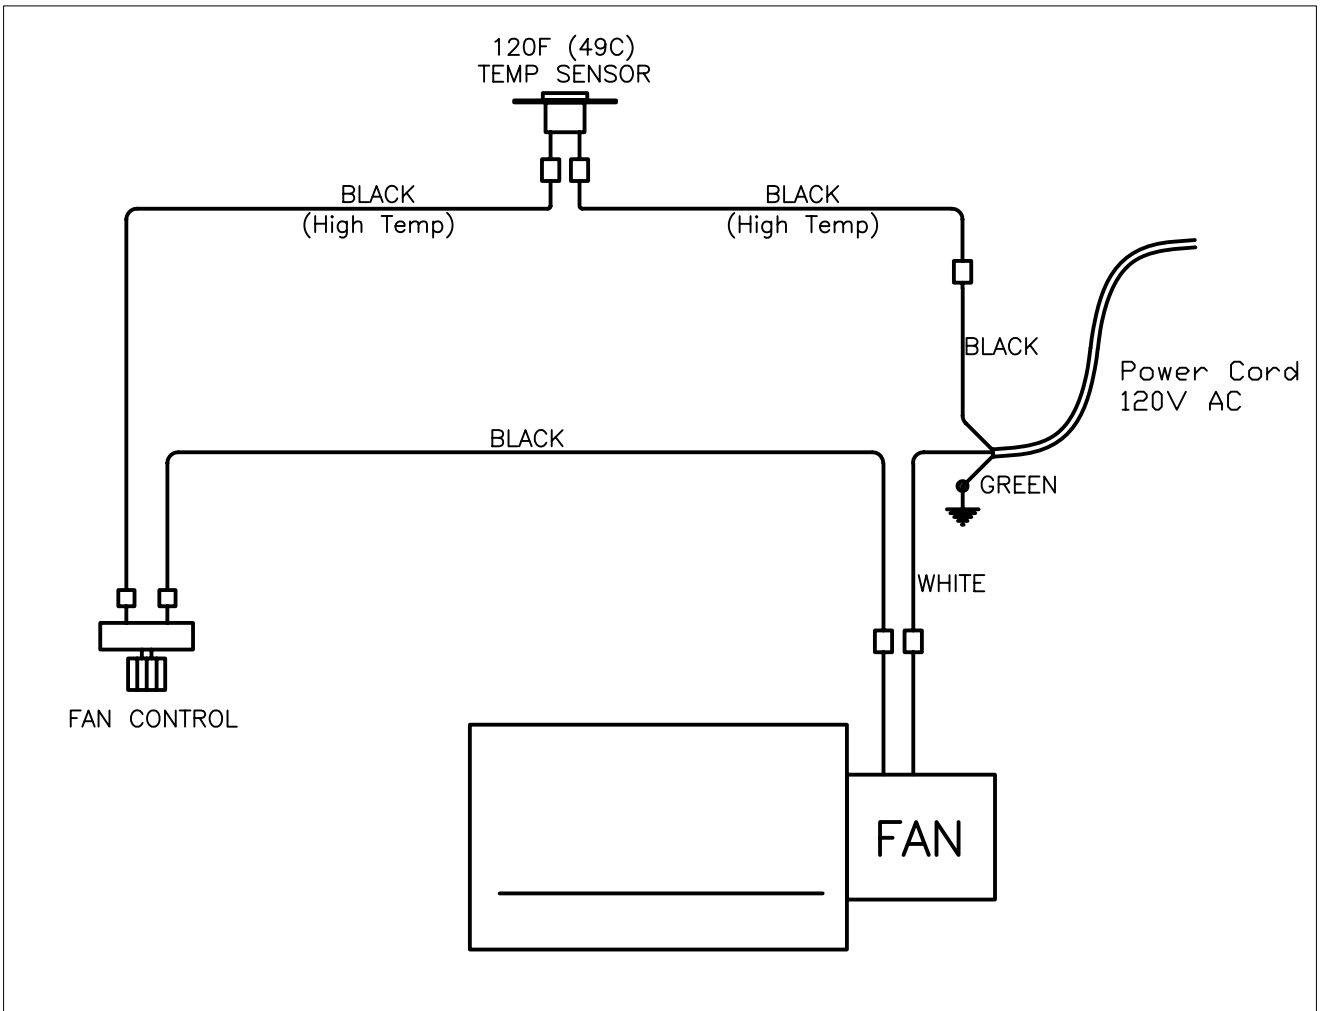 120F (49C)
TEMP SENSOR
BLACK
(High Temp)
BLACK
(High Temp)
BLACK
Power Cord
120V AC
BLACK
GREEN
WHITE
FAN CONTROL
FAN